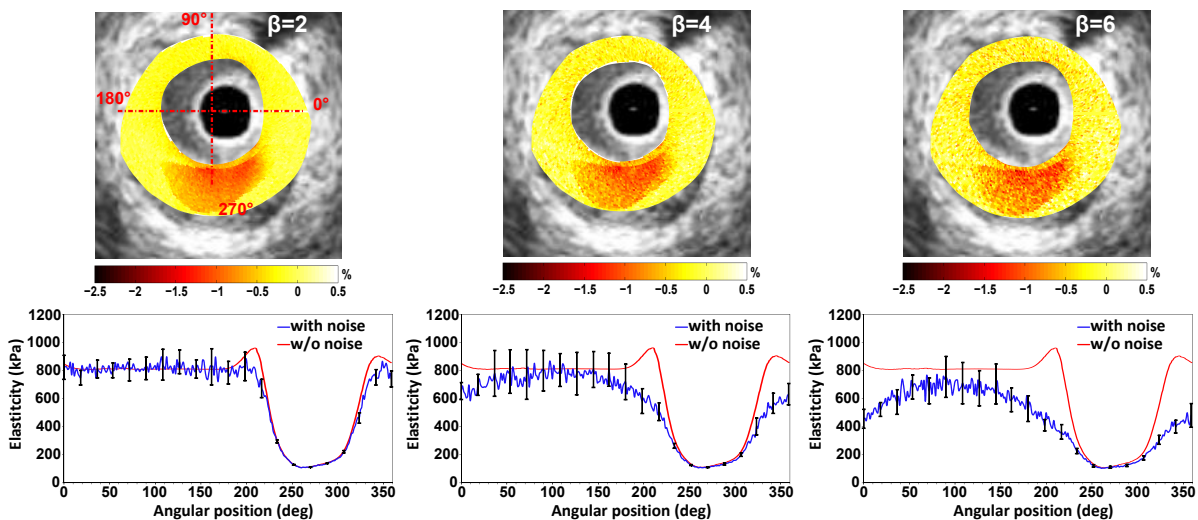 90°
β=2
180°
0°
270°
β=4
β=6
%
−2.5 −2 −1.5 −1 −0.5 0 0.5
%
−2.5 −2 −1.5 −1 −0.5 0 0.5
%
−2.5 −2 −1.5 −1 −0.5 0 0.5
Elastitcity (kPa)
1200
1000
800
600
400
200
0
with noise
w/o noise
0 50 100 150 200 250 300 350
Angular position (deg)
Elastitcity (kPa)
1200
1000
800
600
400
200
0
with noise
w/o noise
0 50 100 150 200 250 300 350
Angular position (deg)
Elastitcity (kPa)
1200
1000
800
600
400
200
0
with noise
w/o noise
0 50 100 150 200 250 300 350
Angular position (deg)